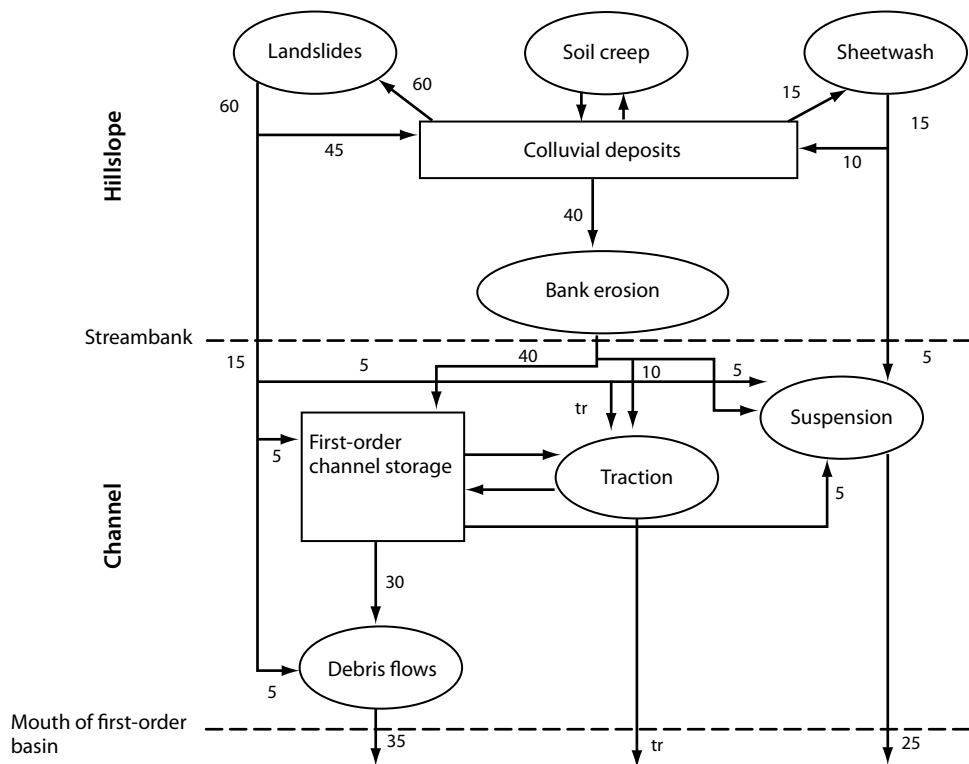 Landslides
Soil creep
Sheetwash
60
60
15
15
45
Colluvial deposits
10
Hillslope
40
Bank erosion
Streambank
15
40
5
10
5
5
tr
Suspension
First-order
channel storage
5
Traction
5
Channel
30
Debris flows
5
Mouth of first-order
basin
35
tr
25